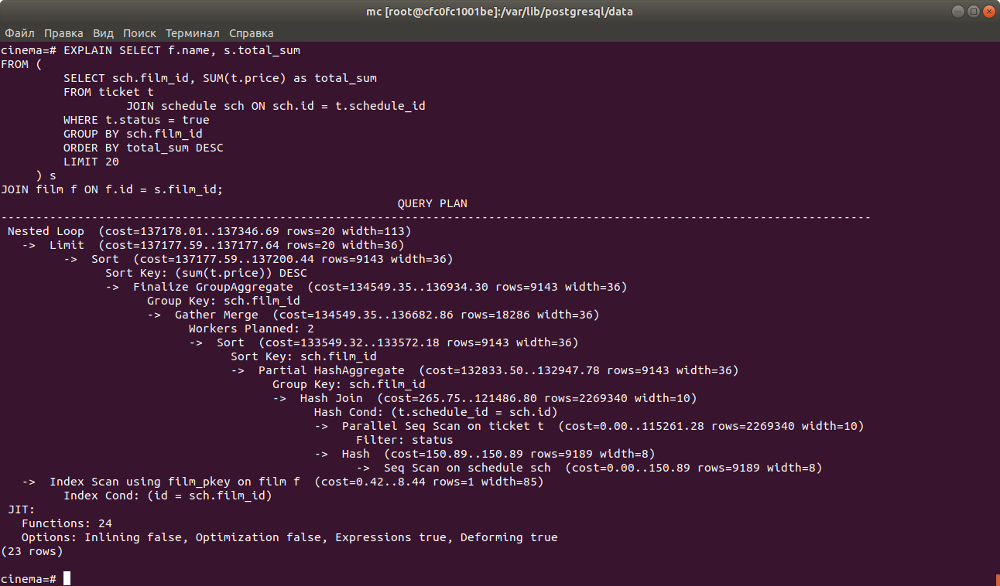 mc [root@cfc0fc1001be]:/var/lib/postgresql/data
Файл Правка Вид Поиск Терминал Справка
cinema=# EXPLAIN SELECT f.name, s.total_sum
FROM (
SELECT sch.film_id, SUM(t.price) as total_sum
FROM ticket t
JOIN schedule sch ON sch.id = t.schedule_id
WHERE t.status = true
GROUP BY sch.film_id
ORDER BY total_sum DESC
LIMIT 20
) s
JOIN film f ON f.id = s.film_id;
QUERY PLAN
-----------------------------------------------------------------------------------------------------------------------------
Nested Loop  (cost=137178.01..137346.69 rows=20 width=113)
->  Limit  (cost=137177.59..137177.64 rows=20 width=36)
->  Sort  (cost=137177.59..137200.44 rows=9143 width=36)
Sort Key: (sum(t.price)) DESC
->  Finalize GroupAggregate  (cost=134549.35..136934.30 rows=9143 width=36)
Group Key: sch.film_id
->  Gather Merge  (cost=134549.35..136682.86 rows=18286 width=36)
Workers Planned: 2
->  Sort  (cost=133549.32..133572.18 rows=9143 width=36)
Sort Key: sch.film_id
->  Partial HashAggregate  (cost=132833.50..132947.78 rows=9143 width=36)
Group Key: sch.film_id
->  Hash Join  (cost=265.75..121486.80 rows=2269340 width=10)
Hash Cond: (t.schedule_id = sch.id)
->  Parallel Seq Scan on ticket t  (cost=0.00..115261.28 rows=2269340 width=10)
Filter: status
->  Hash  (cost=150.89..150.89 rows=9189 width=8)
->  Seq Scan on schedule sch  (cost=0.00..150.89 rows=9189 width=8)
->  Index Scan using film_pkey on film f  (cost=0.42..8.44 rows=1 width=85)
Index Cond: (id = sch.film_id)
JIT:
Functions: 24
Options: Inlining false, Optimization false, Expressions true, Deforming true
(23 rows)
cinema=#